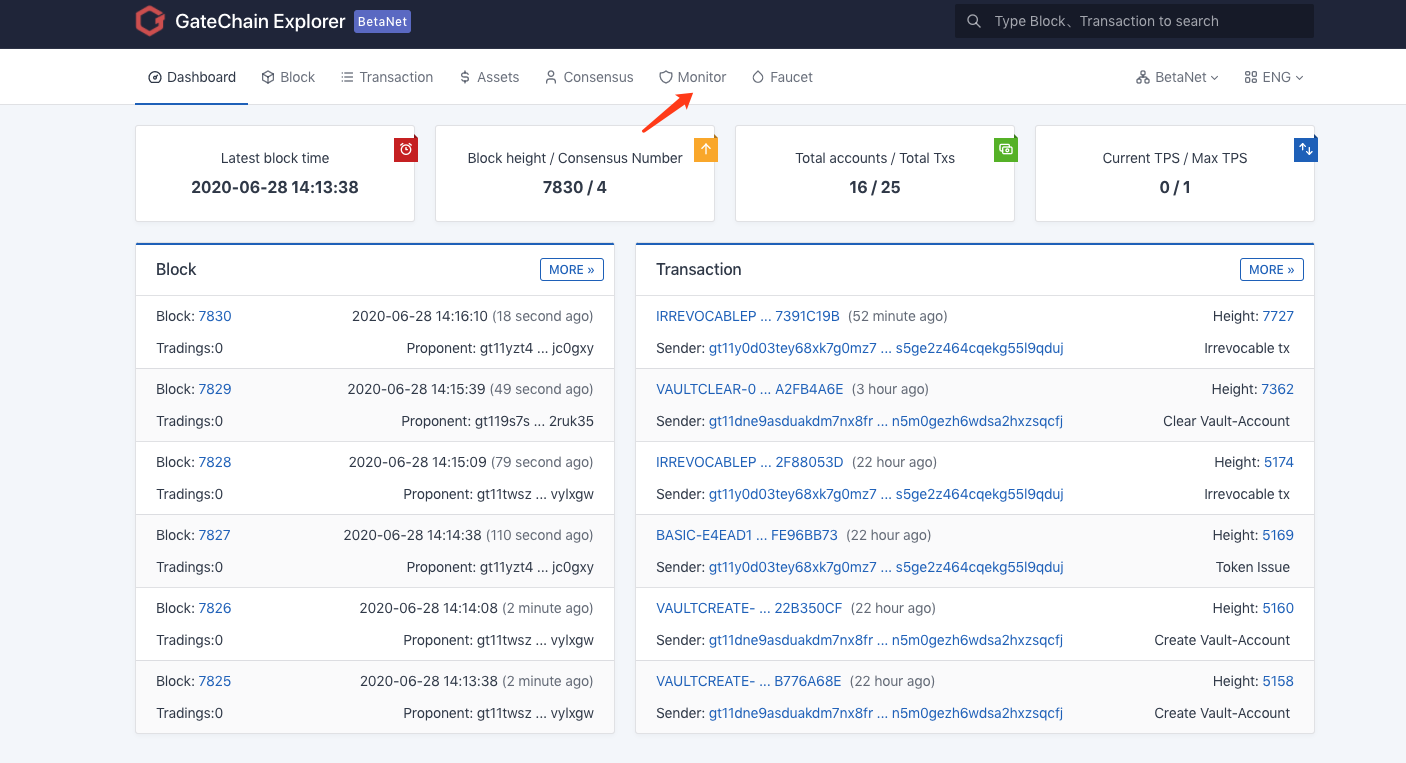 GateChain Explorer BetaNet
Type Block、Transaction to search
Dashboard Block Transaction Assets Consensus Monitor Faucet BetaNet ENG
Latest block time
2020-06-28 14:13:38
Block height / Consensus Number
7830 / 4
Total accounts / Total Txs
16 / 25
Current TPS / Max TPS
0 / 1
Block MORE »
Block: 7830 2020-06-28 14:16:10 (18 second ago)
Tradings:0 Proponent: gt11yzt4 ... jc0gxy
Block: 7829 2020-06-28 14:15:39 (49 second ago)
Tradings:0 Proponent: gt119s7s ... 2ruk35
Block: 7828 2020-06-28 14:15:09 (79 second ago)
Tradings:0 Proponent: gt11twsz ... vylxgw
Block: 7827 2020-06-28 14:14:38 (110 second ago)
Tradings:0 Proponent: gt11yzt4 ... jc0gxy
Block: 7826 2020-06-28 14:14:08 (2 minute ago)
Tradings:0 Proponent: gt11twsz ... vylxgw
Block: 7825 2020-06-28 14:13:38 (2 minute ago)
Tradings:0 Proponent: gt11twsz ... vylxgw
Transaction MORE »
IRREVOCABLEP ... 7391C19B (52 minute ago) Height: 7727
Sender: gt11y0d03tey68xk7g0mz7 ... s5ge2z464cqekg55l9qduj Irrevocable tx
VAULTCLEAR-0 ... A2FB4A6E (3 hour ago) Height: 7362
Sender: gt11dne9asduakdm7nx8fr ... n5m0gezh6wdsa2hxzsqcfj Clear Vault-Account
IRREVOCABLEP ... 2F88053D (22 hour ago) Height: 5174
Sender: gt11y0d03tey68xk7g0mz7 ... s5ge2z464cqekg55l9qduj Irrevocable tx
BASIC-E4EAD1 ... FE96BB73 (22 hour ago) Height: 5169
Sender: gt11y0d03tey68xk7g0mz7 ... s5ge2z464cqekg55l9qduj Token Issue
VAULTCREATE- ... 22B350CF (22 hour ago) Height: 5160
Sender: gt11dne9asduakdm7nx8fr ... n5m0gezh6wdsa2hxzsqcfj Create Vault-Account
VAULTCREATE- ... B776A68E (22 hour ago) Height: 5158
Sender: gt11dne9asduakdm7nx8fr ... n5m0gezh6wdsa2hxzsqcfj Create Vault-Account